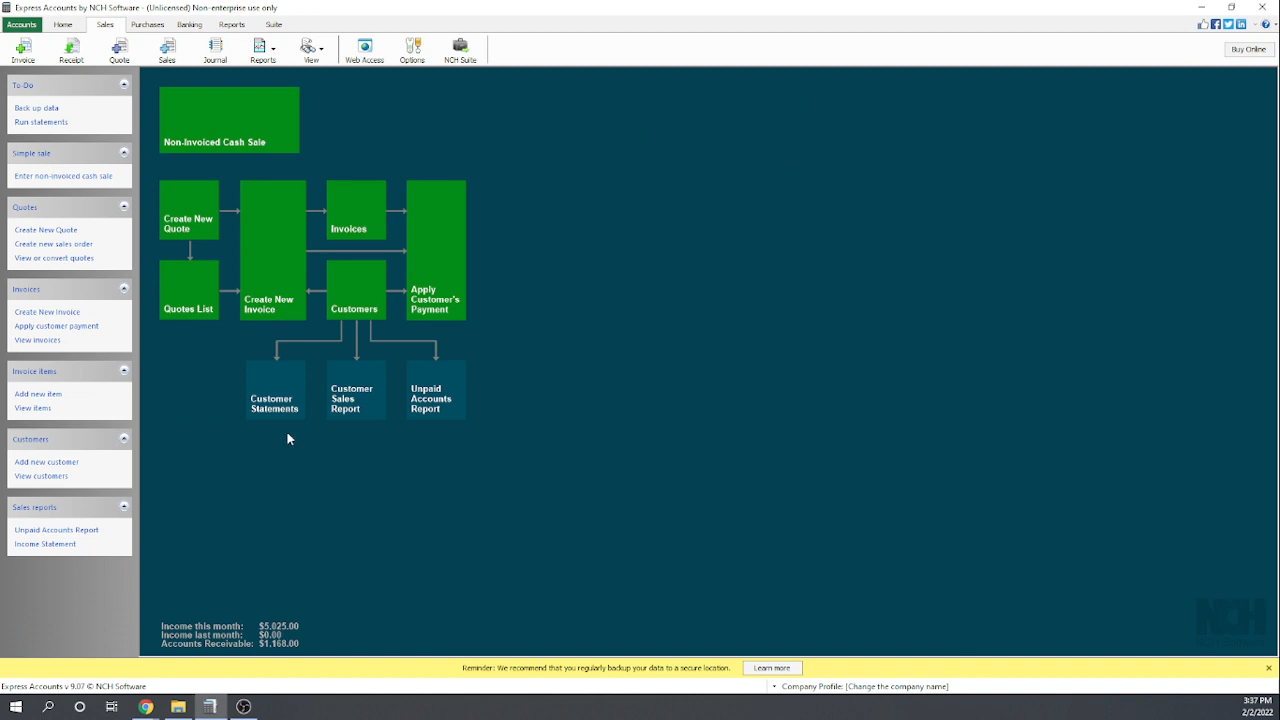 Express Accounts by NCH Software - (Unlicensed) Non-enterprise use only
Accounts Home Sales Purchases Banking Reports Suite
Invoice Receipt Quote Sales Journal Reports View Web Access Options NCH Suite Buy Online
To-Do
Back up data
Run statements
Simple sale
Enter non-invoiced cash sale
Quotes
Create New Quote
Create new sales order
View or convert quotes
Invoices
Create New Invoice
Apply customer payment
View invoices
Invoice items
Add new item
View items
Customers
Add new customer
View customers
Sales reports
Unpaid Accounts Report
Income Statement
Non-Invoiced Cash Sale
Create New
Quote
Invoices
Quotes List
Create New
Invoice
Customers
Apply
Customer's
Payment
Customer
Statements
Customer
Sales
Report
Unpaid
Accounts
Report
Income this month: $5,025.00
Income last month: $0.00
Accounts Receivable: $1,168.00
NCH
Reminder: We recommend that you regularly backup your data to a secure location. Learn more
Express Accounts v 9.07 © NCH Software
Company Profile: [Change the company name]
3:37 PM
2/2/2022